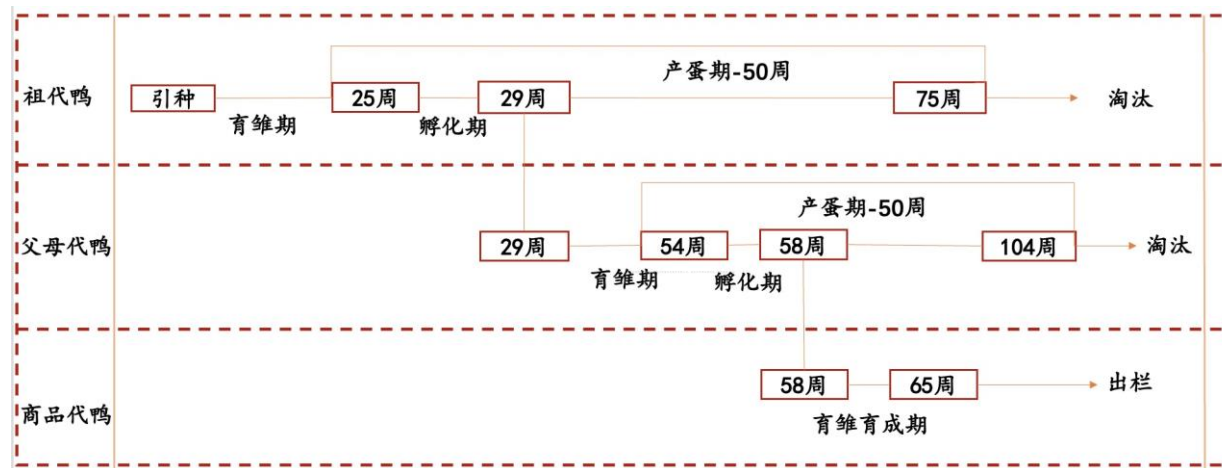 产蛋期-50周
祖代鸭
引种
25周
29周
75周
淘汰
育雏期
孵化期
产蛋期-50周
父母代鸭
29周
54周
58周
104周
淘汰
育雏期
孵化期
商品代鸭
58周
65周
出栏
育雏育成期